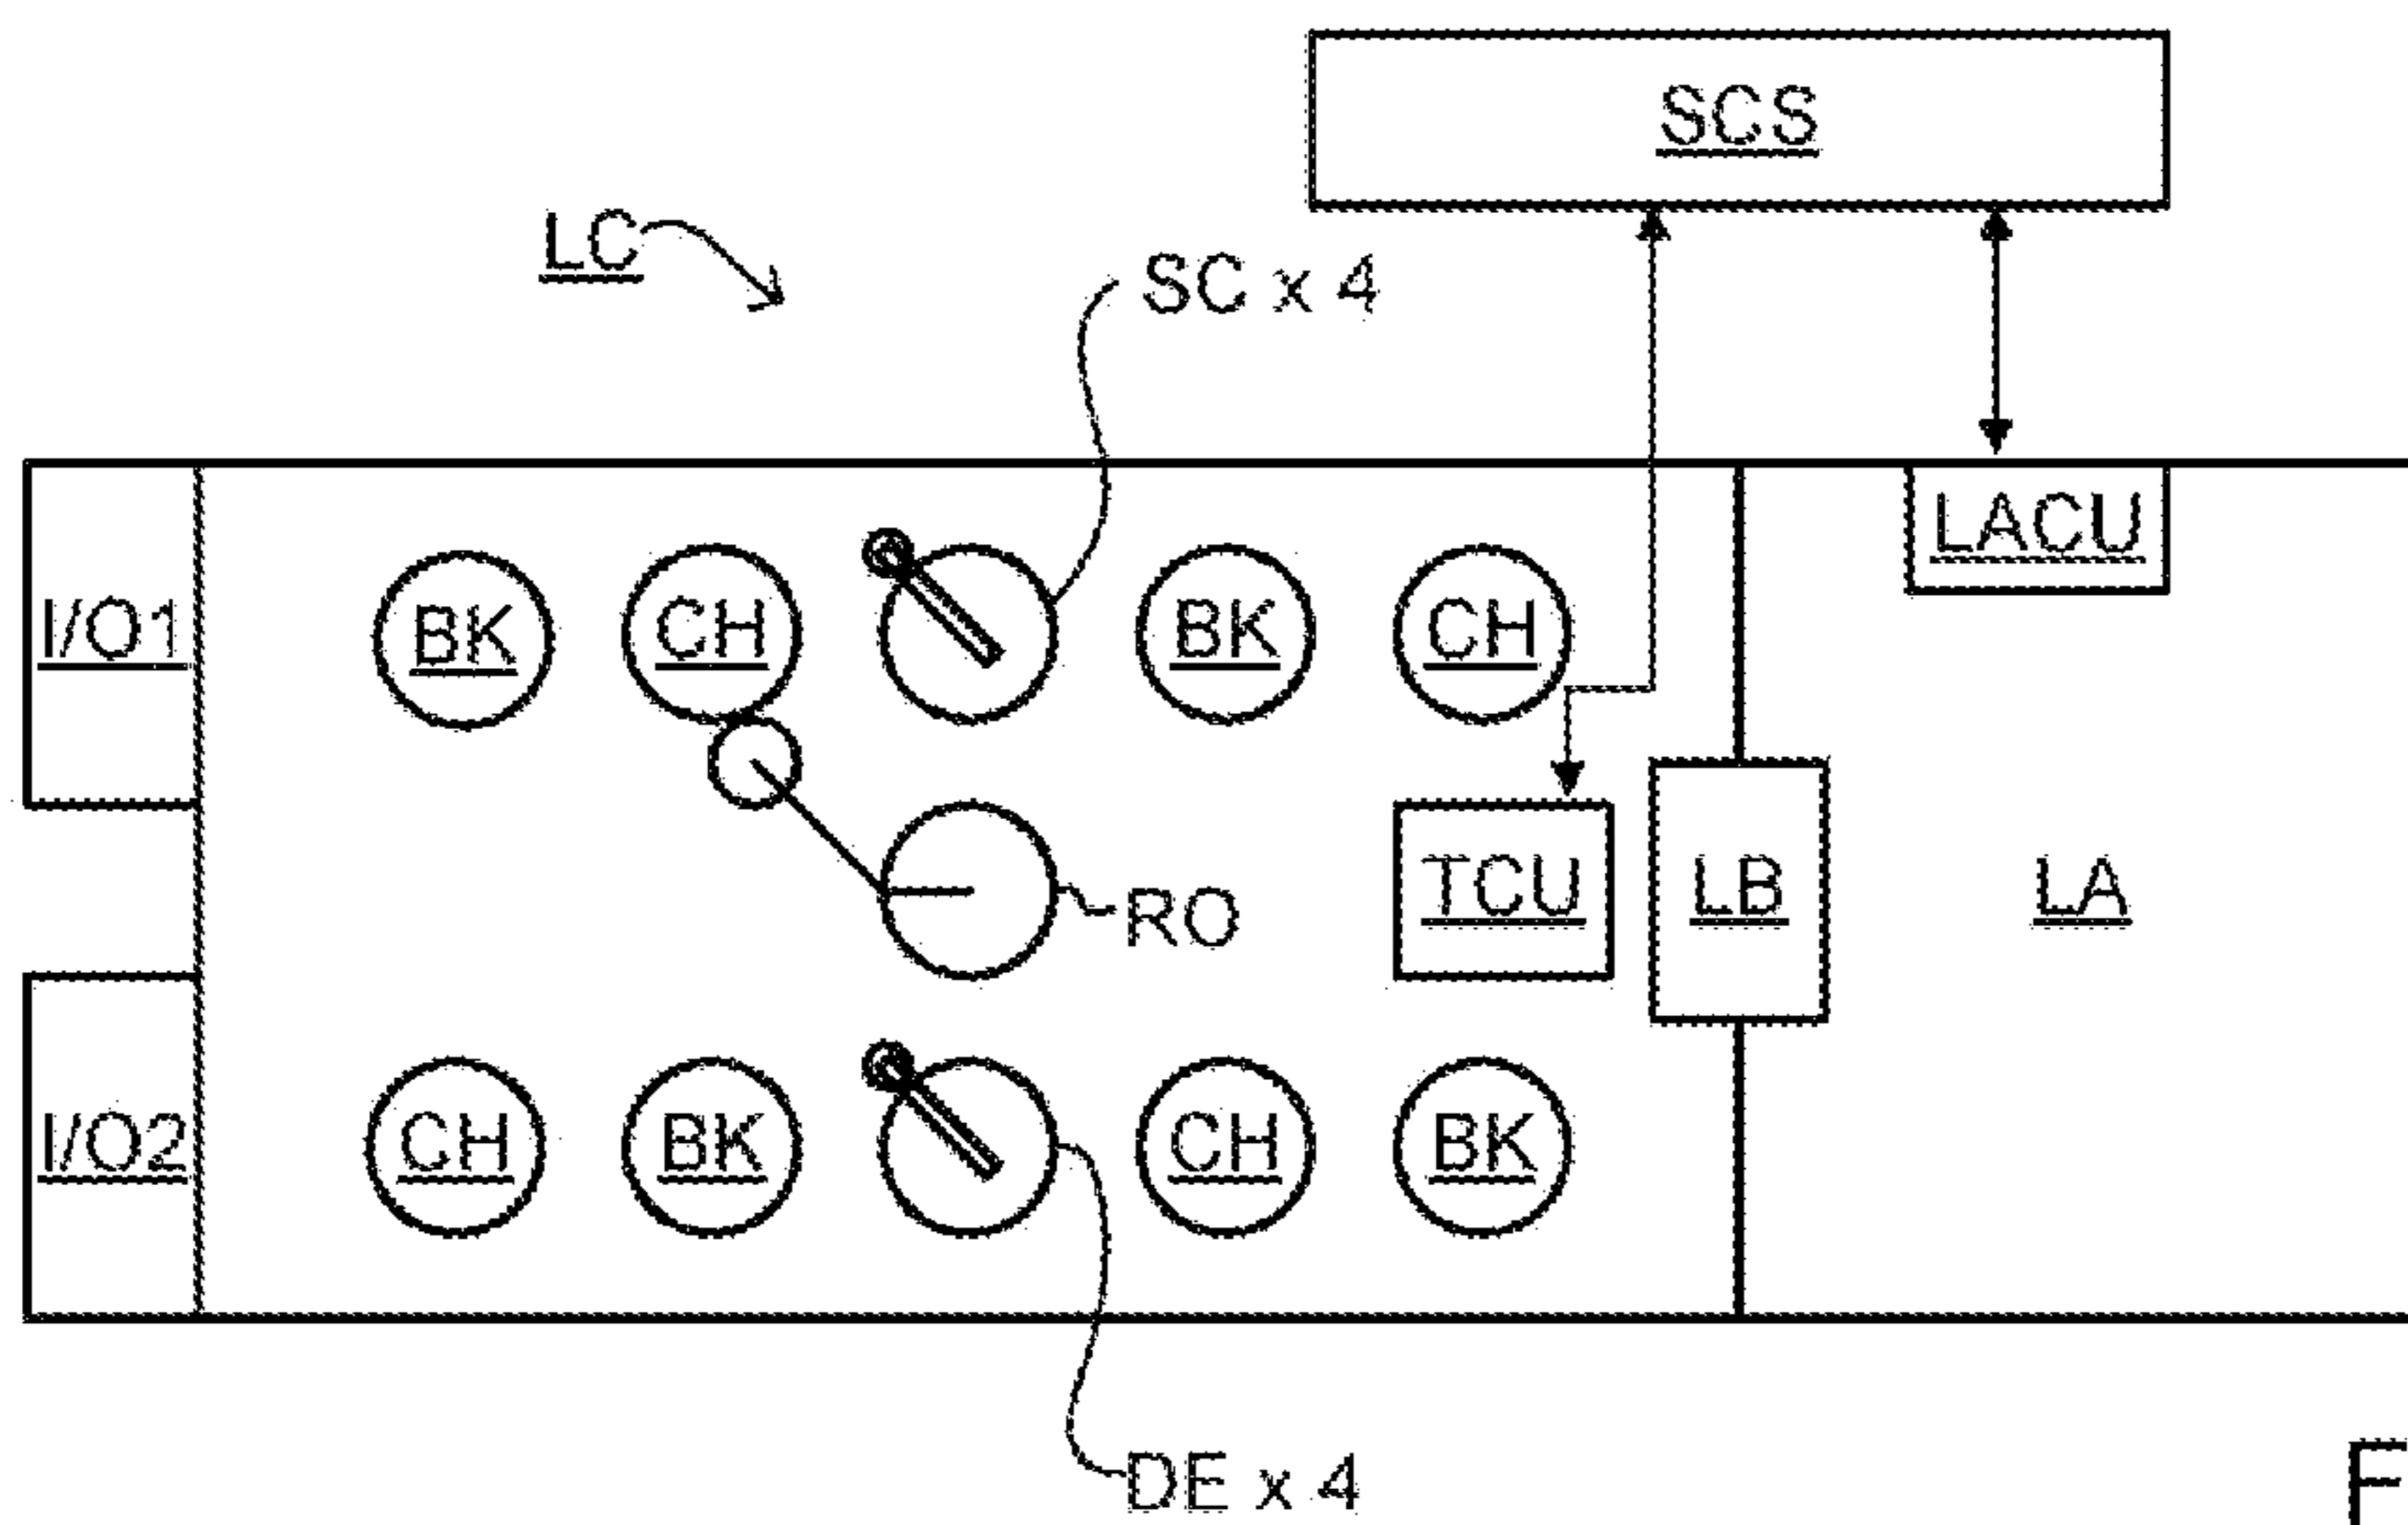 SCS
LC
SC x 4
LACU
I/O1
BK
CH
BK
CH
TCU
LB
LA
RO
I/O2
CH
BK
CH
BK
DE x 4
F